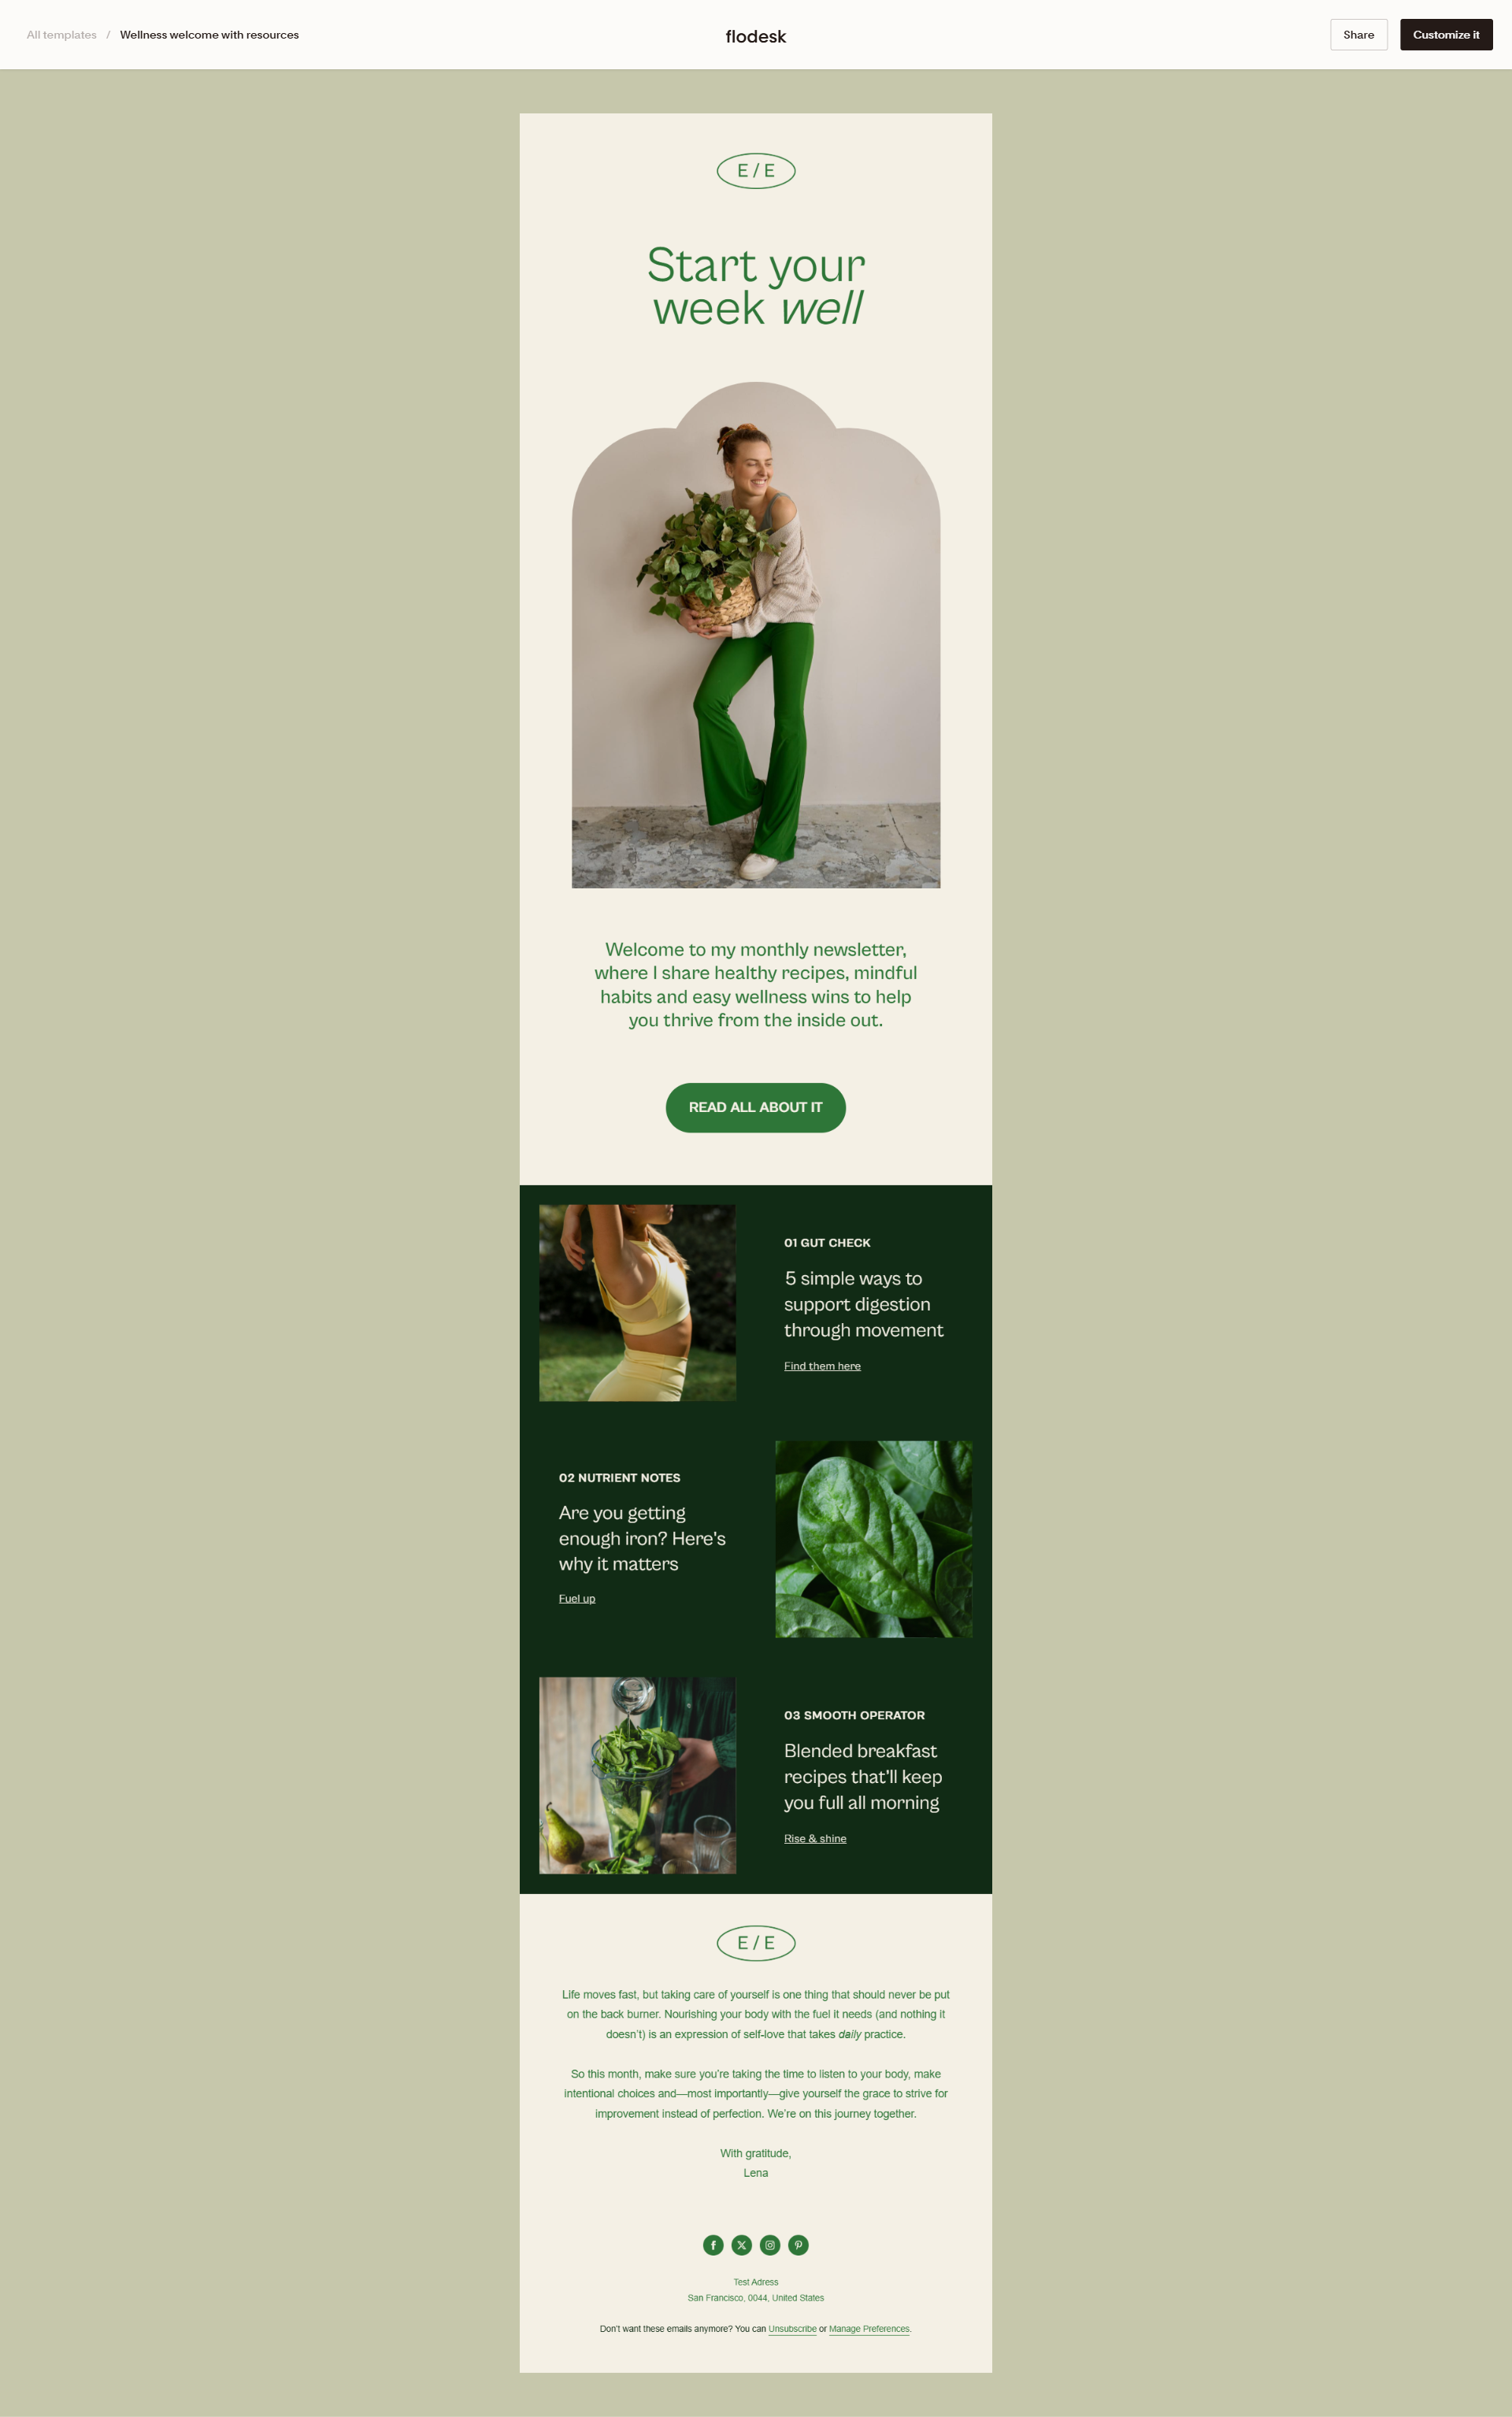 All templates / Wellness welcome with resources
flodesk
Share
Customize it
E / E
Start your
week well
Welcome to my monthly newsletter,
where I share healthy recipes, mindful
habits and easy wellness wins to help
you thrive from the inside out.
READ ALL ABOUT IT
01 GUT CHECK
5 simple ways to
support digestion
through movement
Find them here
02 NUTRIENT NOTES
Are you getting
enough iron? Here's
why it matters
Fuel up
03 SMOOTH OPERATOR
Blended breakfast
recipes that'll keep
you full all morning
Rise & shine
E / E
Life moves fast, but taking care of yourself is one thing that should never be put
on the back burner. Nourishing your body with the fuel it needs (and nothing it
doesn't) is an expression of self-love that takes daily practice.
So this month, make sure you're taking the time to listen to your body, make
intentional choices and—most importantly—give yourself the grace to strive for
improvement instead of perfection. We're on this journey together.
With gratitude,
Lena
Test Adress
San Francisco, 0044, United States
Don't want these emails anymore? You can Unsubscribe or Manage Preferences.